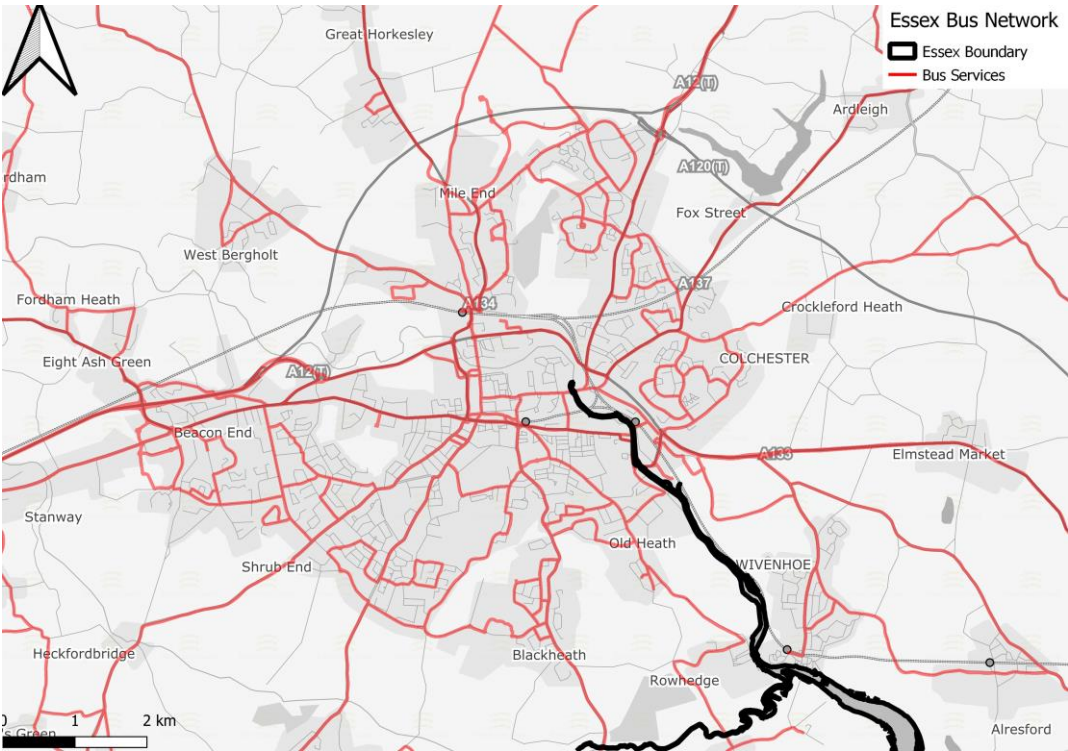 Essex Bus Network
Essex Boundary
Bus Services
Great Horkesley
A12(T)
Ardleigh
rdham
A120(T)
Mile End
Fox Street
West Bergholt
A137
Fordham Heath
A134
Crockleford Heath
Eight Ash Green
A12(T)
COLCHESTER
Beacon End
A133
Elmstead Market
Stanway
Old Heath
Shrub End
WIVENHOE
Heckfordbridge
Blackheath
Rowhedge
0 1 2 km
's Green
Alresford